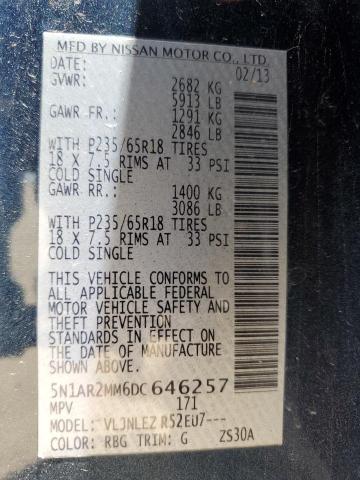 MFD BY NISSAN MOTOR CO., LTD.
DATE: 02/13
GVWR: 2682 KG
5913 LB
GAWR FR.: 1291 KG
2846 LB
WITH P235/65R18 TIRES
18 X 7.5 RIMS AT 33 PSI
COLD SINGLE
GAWR RR.: 1400 KG
3086 LB
WITH P235/65R18 TIRES
18 X 7.5 RIMS AT 33 PSI
COLD SINGLE
THIS VEHICLE CONFORMS TO
ALL APPLICABLE FEDERAL
MOTOR VEHICLE SAFETY AND
THEFT PREVENTION
STANDARDS IN EFFECT ON
THE DATE OF MANUFACTURE
SHOWN ABOVE.
5N1AR2MM6DC646257
MPV 171
MODEL: VLJNLEZ R52EU7---
COLOR: RBG TRIM: G ZS30A